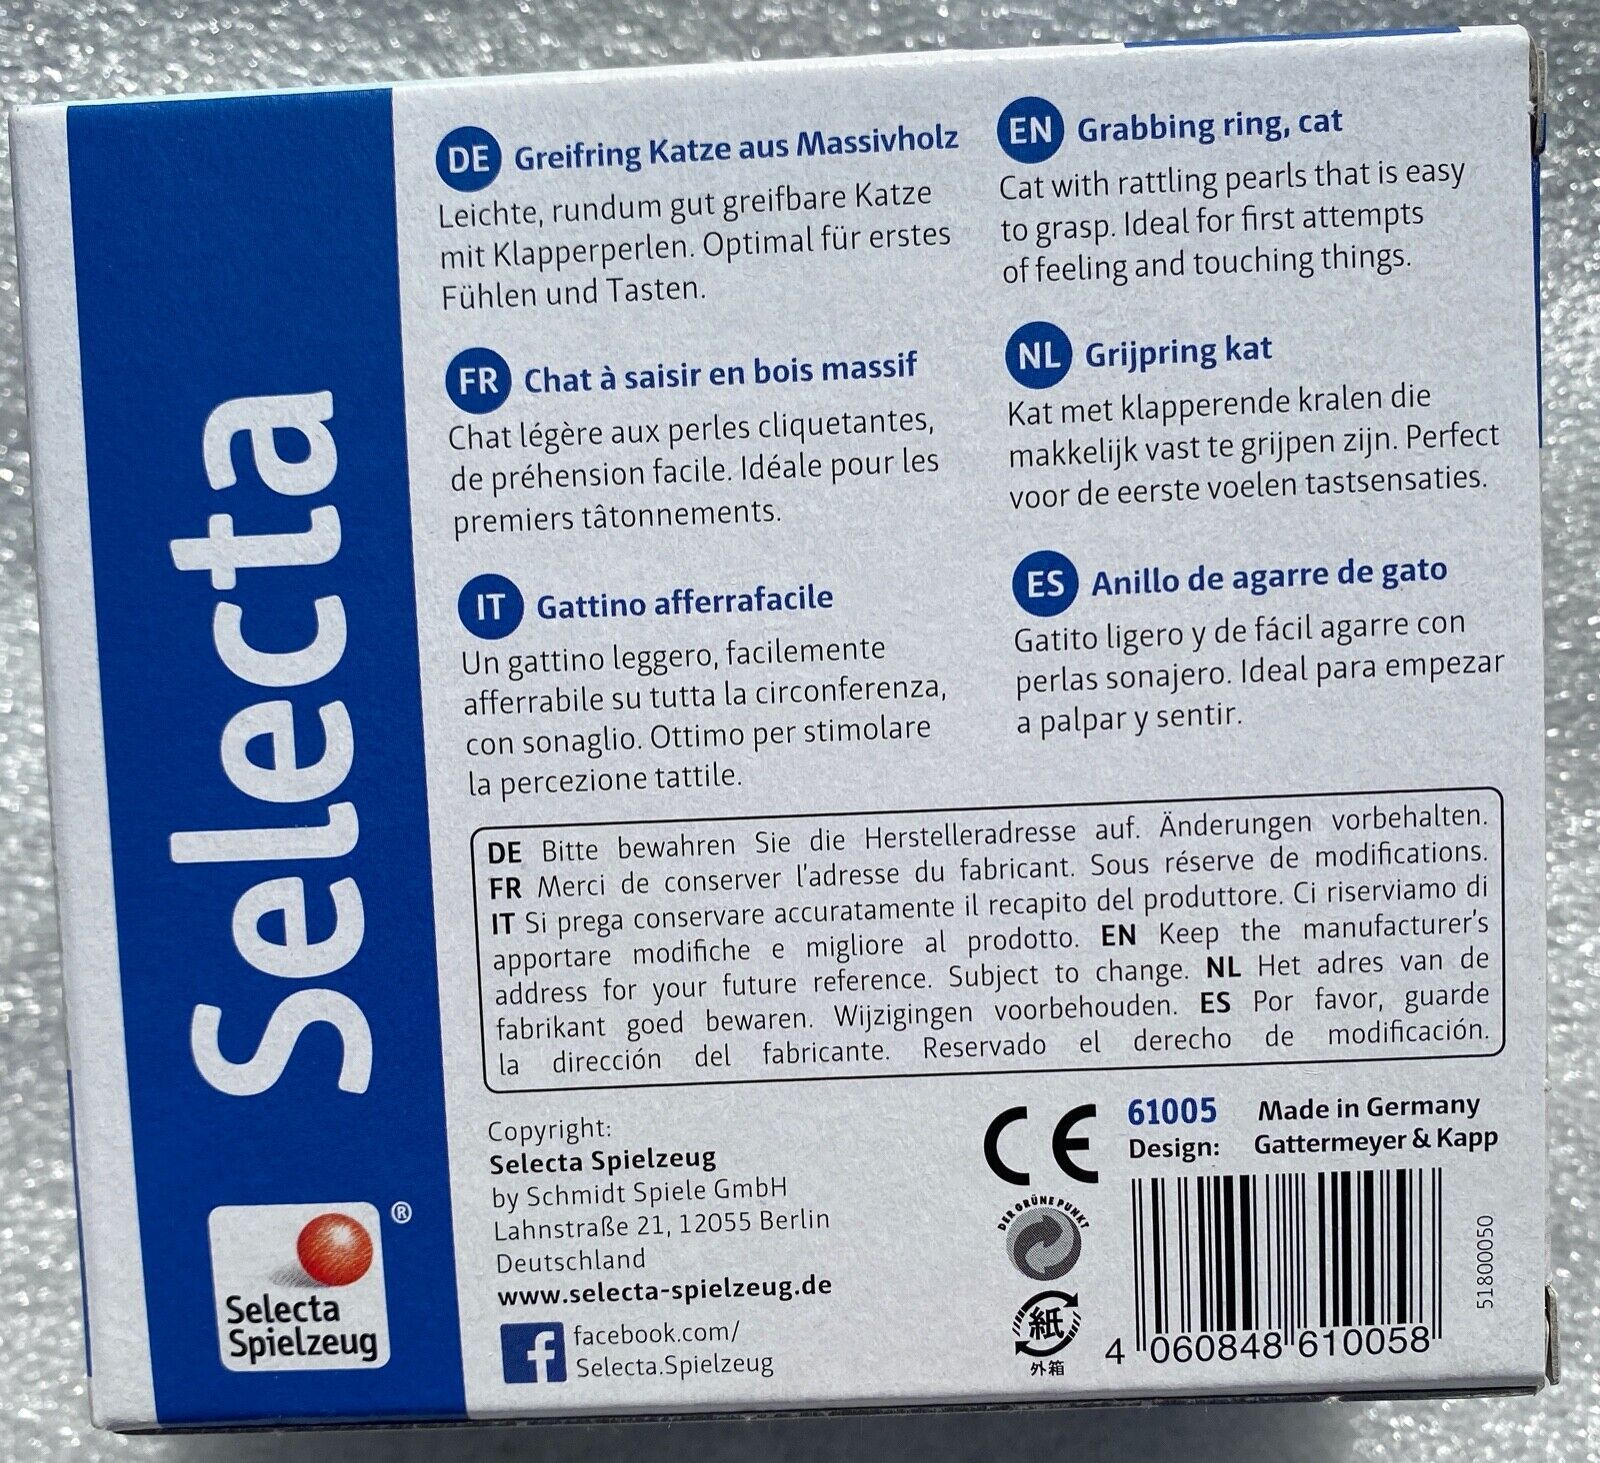 Selecta
Selecta
Spielzeug
®
DE Greifring Katze aus Massivholz
Leichte, rundum gut greifbare Katze
mit Klapperperlen. Optimal für erstes
Fühlen und Tasten.
EN Grabbing ring, cat
Cat with rattling pearls that is easy
to grasp. Ideal for first attempts
of feeling and touching things.
FR Chat à saisir en bois massif
Chat légère aux perles cliquetantes,
de préhension facile. Idéale pour les
premiers tâtonnements.
NL Grijpring kat
Kat met klapperende kralen die
makkelijk vast te grijpen zijn. Perfect
voor de eerste voelen tastsensaties.
IT Gattino afferrafacile
Un gattino leggero, facilemente
afferrabile su tutta la circonferenza,
con sonaglio. Ottimo per stimolare
la percezione tattile.
ES Anillo de agarre de gato
Gatito ligero y de fácil agarre con
perlas sonajero. Ideal para empezar
a palpar y sentir.
DE Bitte bewahren Sie die Herstelleradresse auf. Änderungen vorbehalten.
FR Merci de conserver l'adresse du fabricant. Sous réserve de modifications.
IT Si prega conservare accuratamente il recapito del produttore. Ci riserviamo di
apportare modifiche e migliore al prodotto. EN Keep the manufacturer's
address for your future reference. Subject to change. NL Het adres van de
fabrikant goed bewaren. Wijzigingen voorbehouden. ES Por favor, guarde
la dirección del fabricante. Reservado el derecho de modificación.
Copyright:
Selecta Spielzeug
by Schmidt Spiele GmbH
Lahnstraße 21, 12055 Berlin
Deutschland
www.selecta-spielzeug.de
facebook.com/
Selecta.Spielzeug
CE
DER GRÜNE PUNKT
紙
外箱
61005 Made in Germany
Design: Gattermeyer & Kapp
4 060848 610058
51800050